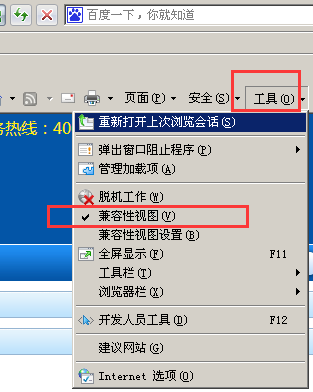 百度一下，你就知道
页面(P)
安全(S)
工具(O)
务热线：40
重新打开上次浏览会话(S)
弹出窗口阻止程序(P)
管理加载项(A)
脱机工作(W)
兼容性视图(V)
兼容性视图设置(B)
全屏显示(F) F11
工具栏(T)
浏览器栏(X)
开发人员工具(D) F12
建议网站(G)
Internet 选项(O)